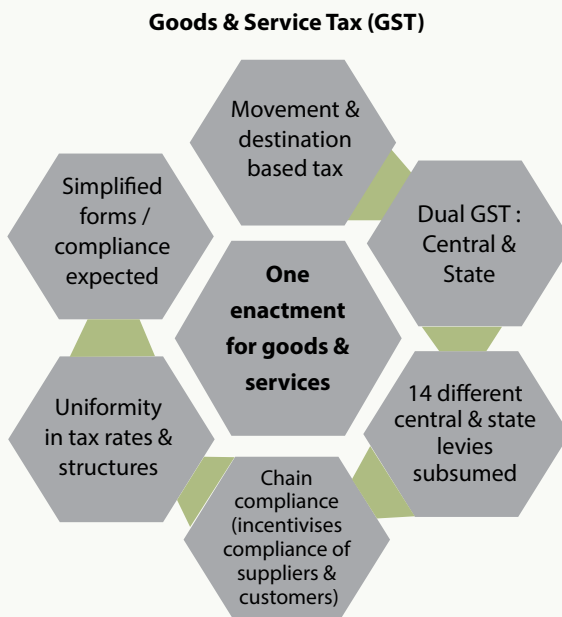 Goods & Service Tax (GST)
Movement &
destination
based tax
Dual GST :
Central &
State
14 different
central & state
levies
subsumed
Chain
compliance
(incentivises
compliance of
suppliers &
customers)
Uniformity
in tax rates &
structures
Simplified
forms /
compliance
expected
One
enactment
for goods &
services